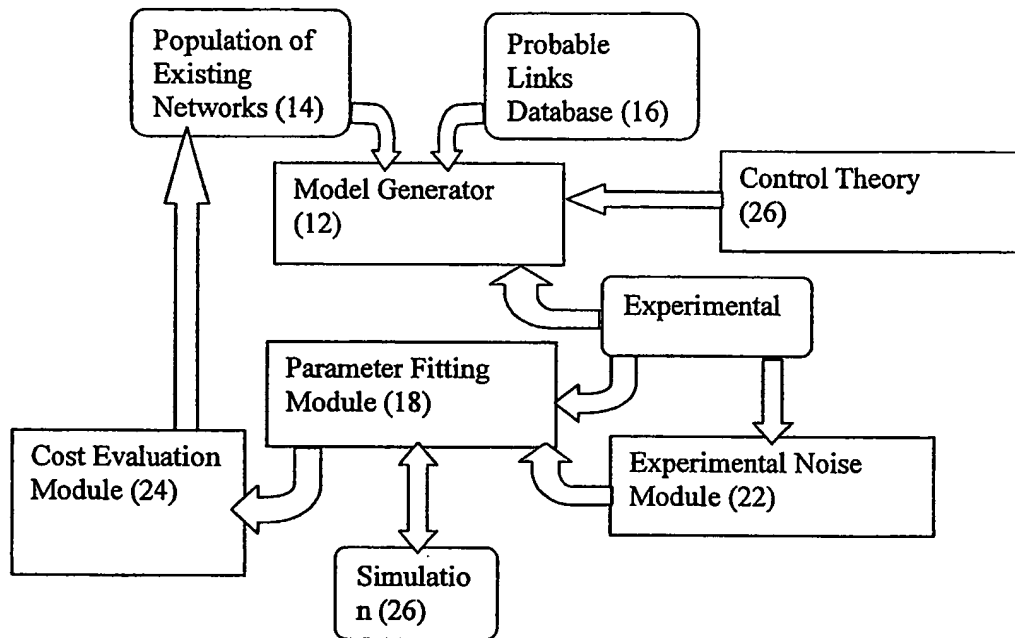 Population of
Existing
Networks (14)
Probable
Links
Database (16)
Model Generator
(12)
Control Theory
(26)
Experimental
Parameter Fitting
Module (18)
Cost Evaluation
Module (24)
Experimental Noise
Module (22)
Simulatio
n (26)